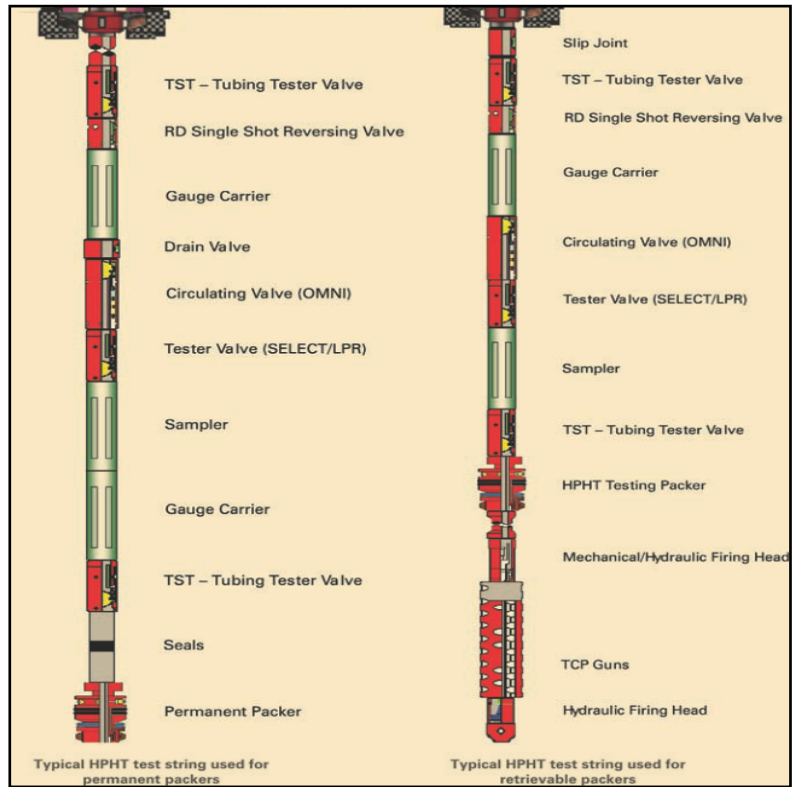 TST – Tubing Tester Valve
RD Single Shot Reversing Valve
Gauge Carrier
Drain Valve
Circulating Valve (OMNI)
Tester Valve (SELECT/LPR)
Sampler
Gauge Carrier
TST – Tubing Tester Valve
Seals
Permanent Packer
Typical HPHT test string used for
permanent packers
Slip Joint
TST – Tubing Tester Valve
RD Single Shot Reversing Valve
Gauge Carrier
Circulating Valve (OMNI)
Tester Valve (SELECT/LPR)
Sampler
TST – Tubing Tester Valve
HPHT Testing Packer
Mechanical/Hydraulic Firing Head
TCP Guns
Hydraulic Firing Head
Typical HPHT test string used for
retrievable packers